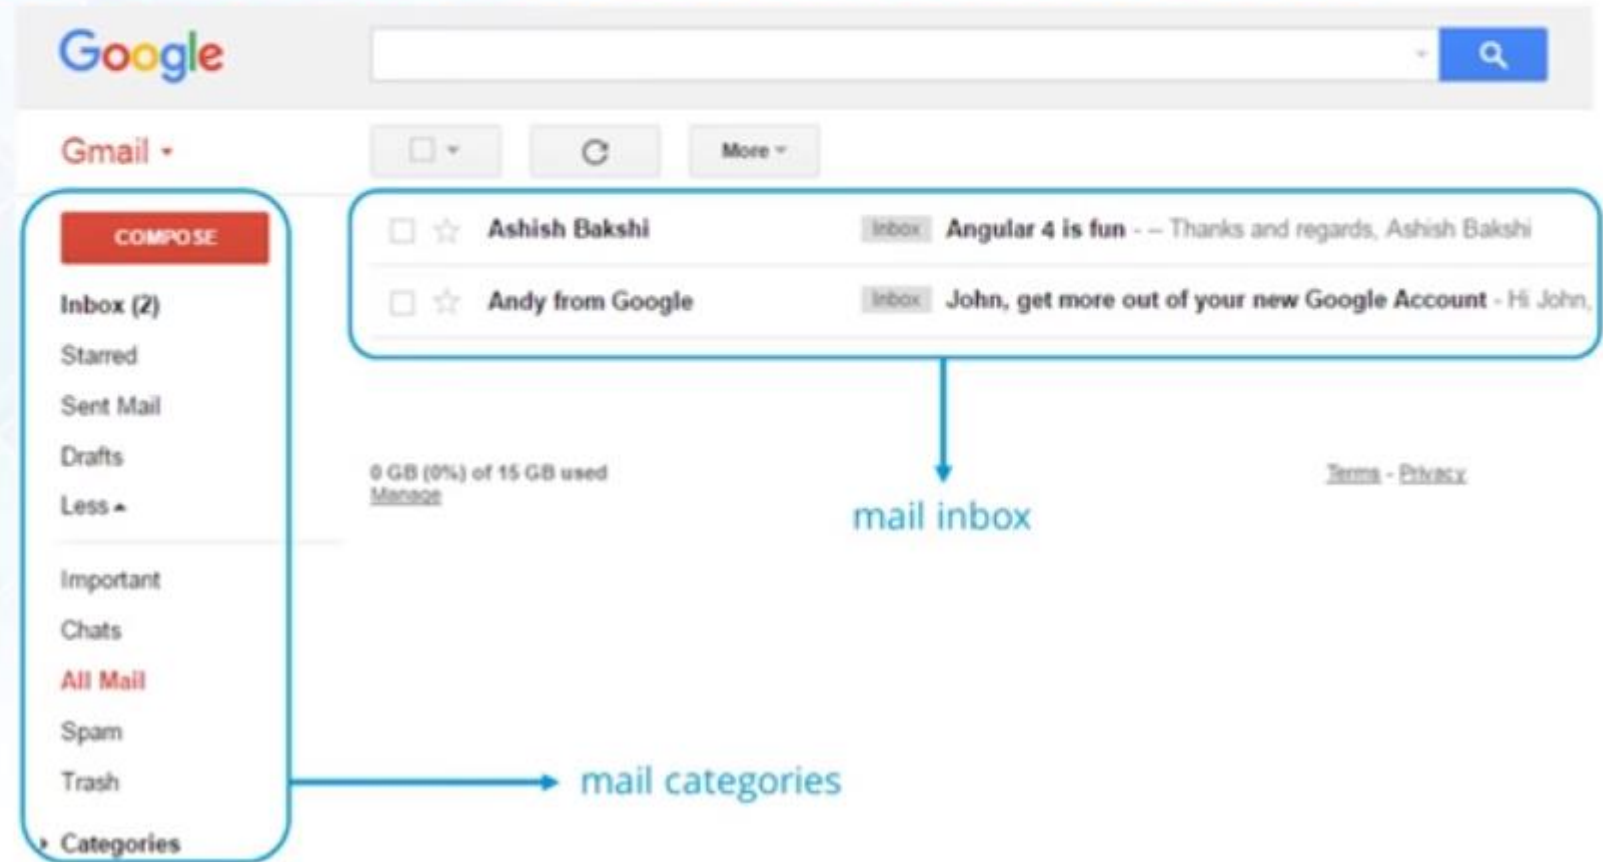 Google
Gmail
More
COMPOSE
Inbox (2)
Starred
Sent Mail
Drafts
Less
Important
Chats
All Mail
Spam
Trash
Categories
Ashish Bakshi Inbox Angular 4 is fun - – Thanks and regards, Ashish Bakshi
Andy from Google Inbox John, get more out of your new Google Account - Hi John,
0 GB (0%) of 15 GB used
Manage
Terms - Privacy
mail inbox
mail categories